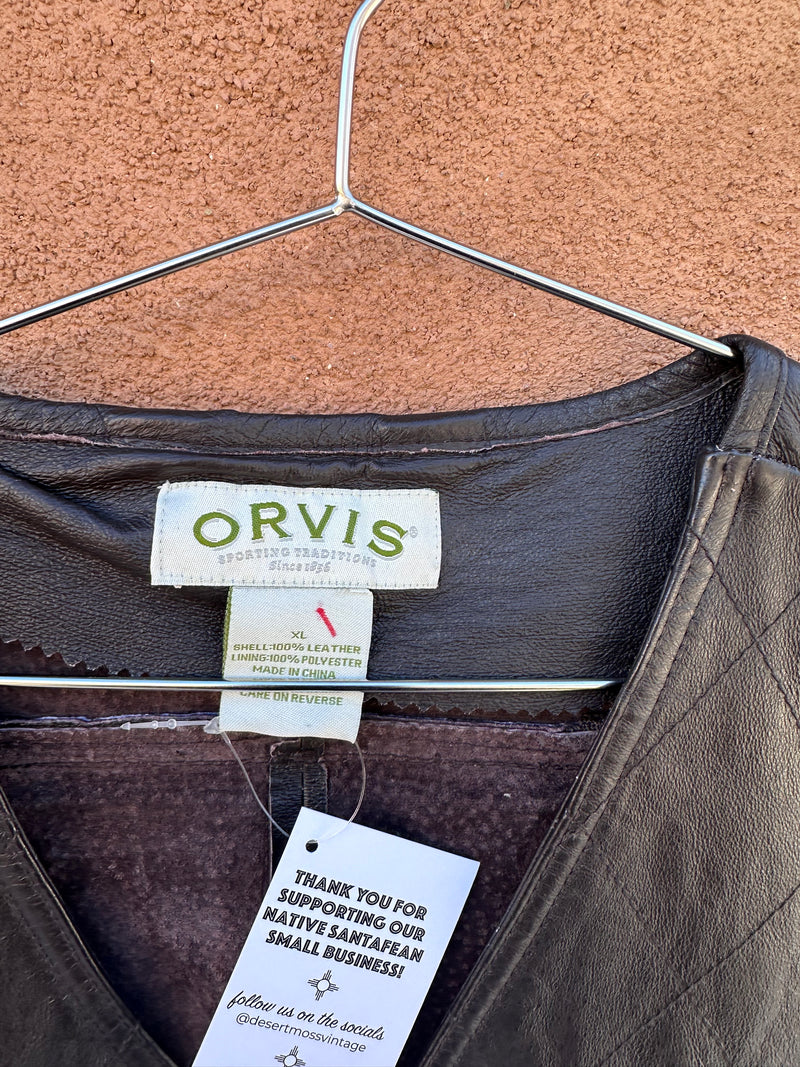 ORVIS®
SPORTING TRADITIONS
Since 1856
XL
SHELL:100% LEATHER
LINING:100% POLYESTER
MADE IN CHINA
CARE ON REVERSE
THANK YOU FOR
SUPPORTING OUR
NATIVE SANTAFEAN
SMALL BUSINESS!
follow us on the socials
@desertmossvintage